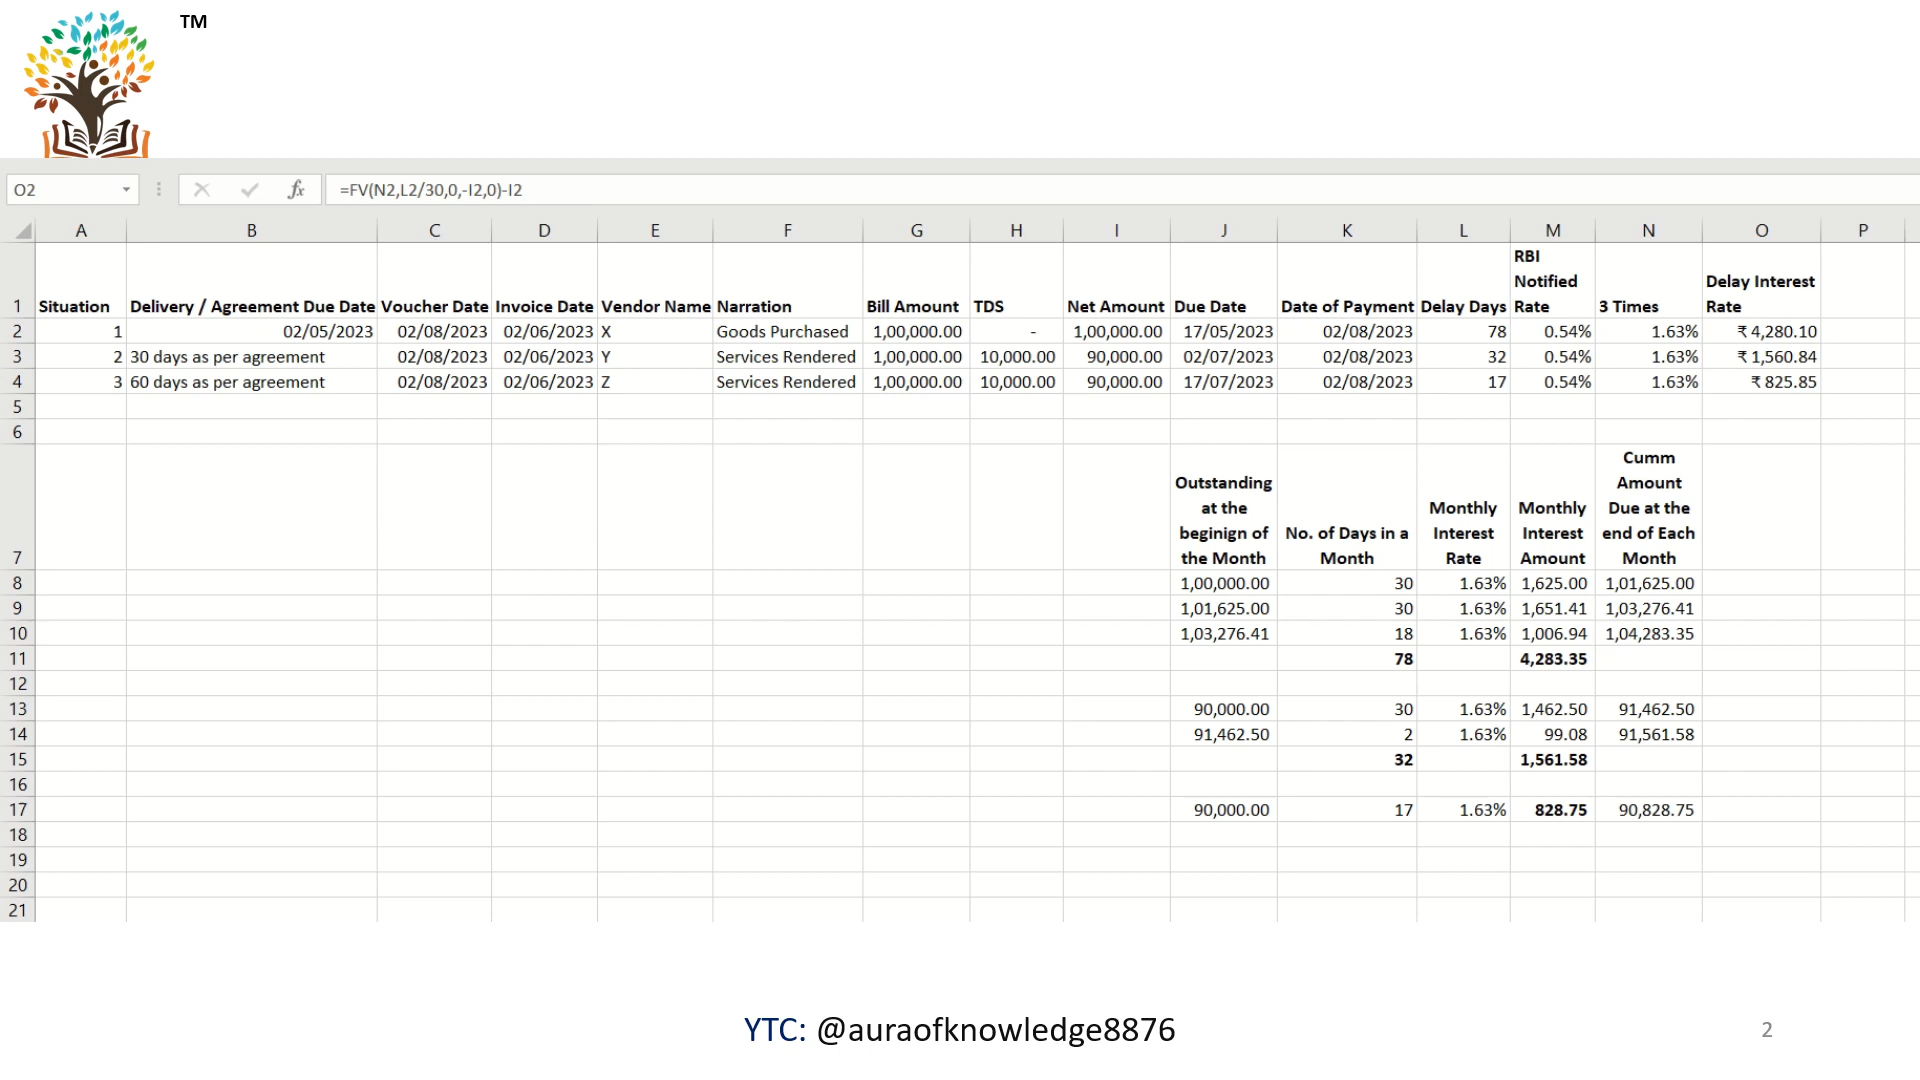 TM
O2 fx =FV(N2,L2/30,0,-I2,0)-I2
A B C D E F G H I J K L M N O P
1 Situation Delivery / Agreement Due Date Voucher Date Invoice Date Vendor Name Narration Bill Amount TDS Net Amount Due Date Date of Payment Delay Days RBI Notified Rate 3 Times Delay Interest Rate
2 1 02/05/2023 02/08/2023 02/06/2023 X Goods Purchased 1,00,000.00 - 1,00,000.00 17/05/2023 02/08/2023 78 0.54% 1.63% ₹ 4,280.10
3 2 30 days as per agreement 02/08/2023 02/06/2023 Y Services Rendered 1,00,000.00 10,000.00 90,000.00 02/07/2023 02/08/2023 32 0.54% 1.63% ₹ 1,560.84
4 3 60 days as per agreement 02/08/2023 02/06/2023 Z Services Rendered 1,00,000.00 10,000.00 90,000.00 17/07/2023 02/08/2023 17 0.54% 1.63% ₹ 825.85
5
6
7 Outstanding at the beginign of the Month No. of Days in a Month Monthly Interest Rate Monthly Interest Amount Cumm Amount Due at the end of Each Month
8 1,00,000.00 30 1.63% 1,625.00 1,01,625.00
9 1,01,625.00 30 1.63% 1,651.41 1,03,276.41
10 1,03,276.41 18 1.63% 1,006.94 1,04,283.35
11 78 4,283.35
12
13 90,000.00 30 1.63% 1,462.50 91,462.50
14 91,462.50 2 1.63% 99.08 91,561.58
15 32 1,561.58
16
17 90,000.00 17 1.63% 828.75 90,828.75
18
19
20
21
YTC: @auraofknowledge8876
2